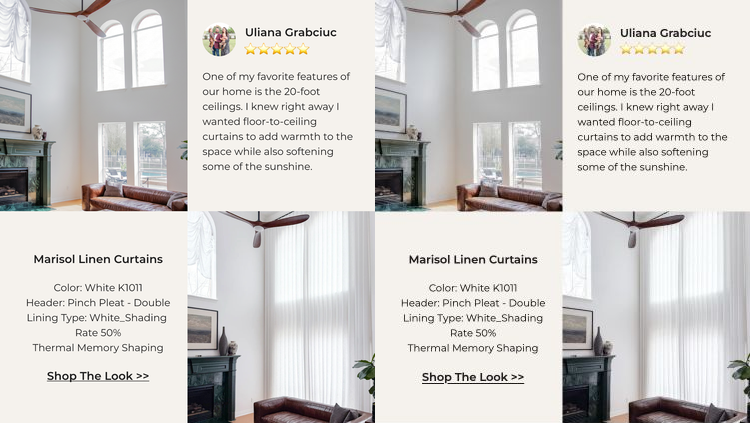 Uliana Grabciuc
One of my favorite features of
our home is the 20-foot
ceilings. I knew right away I
wanted floor-to-ceiling
curtains to add warmth to the
space while also softening
some of the sunshine.
Uliana Grabciuc
One of my favorite features of
our home is the 20-foot
ceilings. I knew right away I
wanted floor-to-ceiling
curtains to add warmth to the
space while also softening
some of the sunshine.
Marisol Linen Curtains
Color: White K1011
Header: Pinch Pleat - Double
Lining Type: White_Shading
Rate 50%
Thermal Memory Shaping
Shop The Look >>
Marisol Linen Curtains
Color: White K1011
Header: Pinch Pleat - Double
Lining Type: White_Shading
Rate 50%
Thermal Memory Shaping
Shop The Look >>